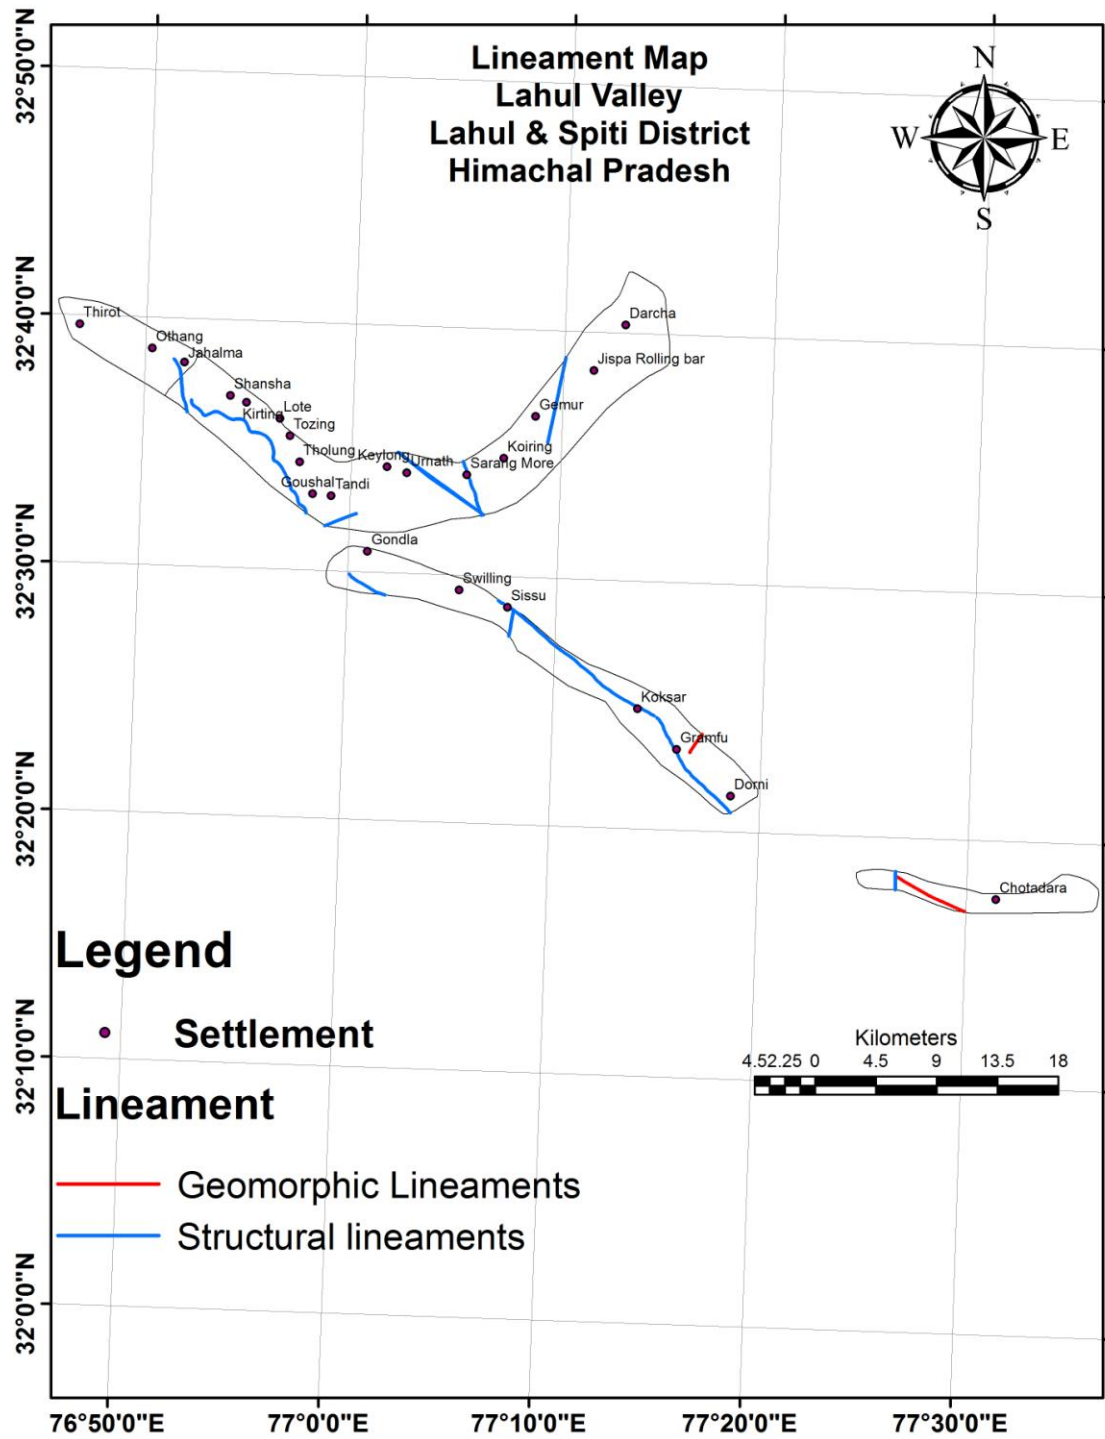 Lineament Map
Lahul Valley
Lahul & Spiti District
Himachal Pradesh
N
W E
S
32°50'0"N
32°40'0"N
32°30'0"N
32°20'0"N
32°10'0"N
32°0'0"N
Thirot
Othang
Jahalma
Shansha
Kirting
Lote
Tozing
Tholung
Goushal
Tandi
Keylong
Urnath
Sarang More
Koiring
Gemur
Jispa Rolling bar
Darcha
Gondla
Swilling
Sissu
Koksar
Gramfu
Dorni
Chotadara
Legend
Settlement
Lineament
Geomorphic Lineaments
Structural lineaments
Kilometers
4.52.25 0 4.5 9 13.5 18
76°50'0"E 77°0'0"E 77°10'0"E 77°20'0"E 77°30'0"E